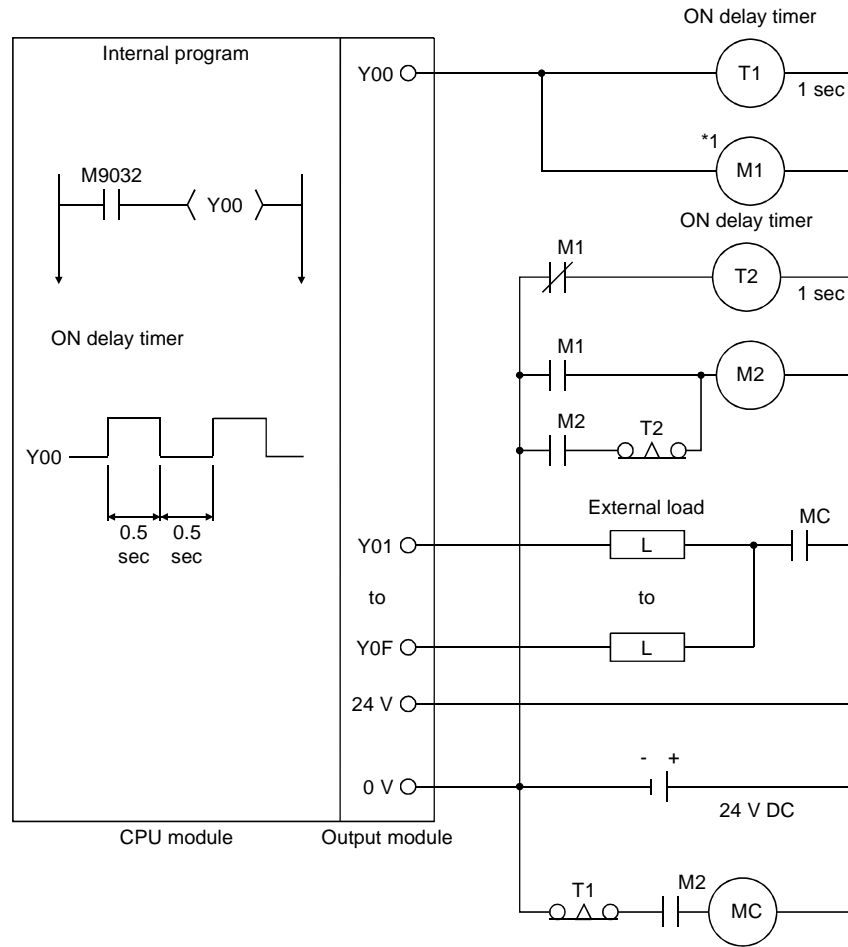 ON delay timer
Internal program
Y00
T1
1 sec
*1
M1
M9032
Y00
ON delay timer
M1
T2
1 sec
ON delay timer
M1
M2
M2
T2
Y00
0.5
sec
0.5
sec
External load
MC
Y01
L
to
to
Y0F
L
24 V
- +
0 V
24 V DC
CPU module
Output module
T1
M2
MC